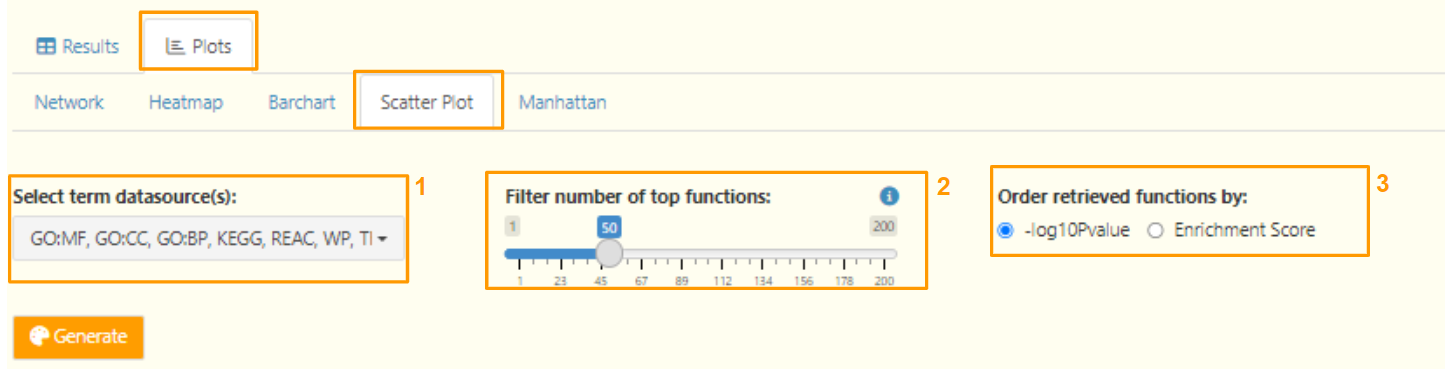 Results Plots
Network Heatmap Barchart Scatter Plot Manhattan
Select term datasource(s): 1
GO:MF, GO:CC, GO:BP, KEGG, REAC, WP, TI
Filter number of top functions: 2
1 50 200
1 23 45 67 89 112 134 156 178 200
Order retrieved functions by: 3
-log10Pvalue Enrichment Score
Generate